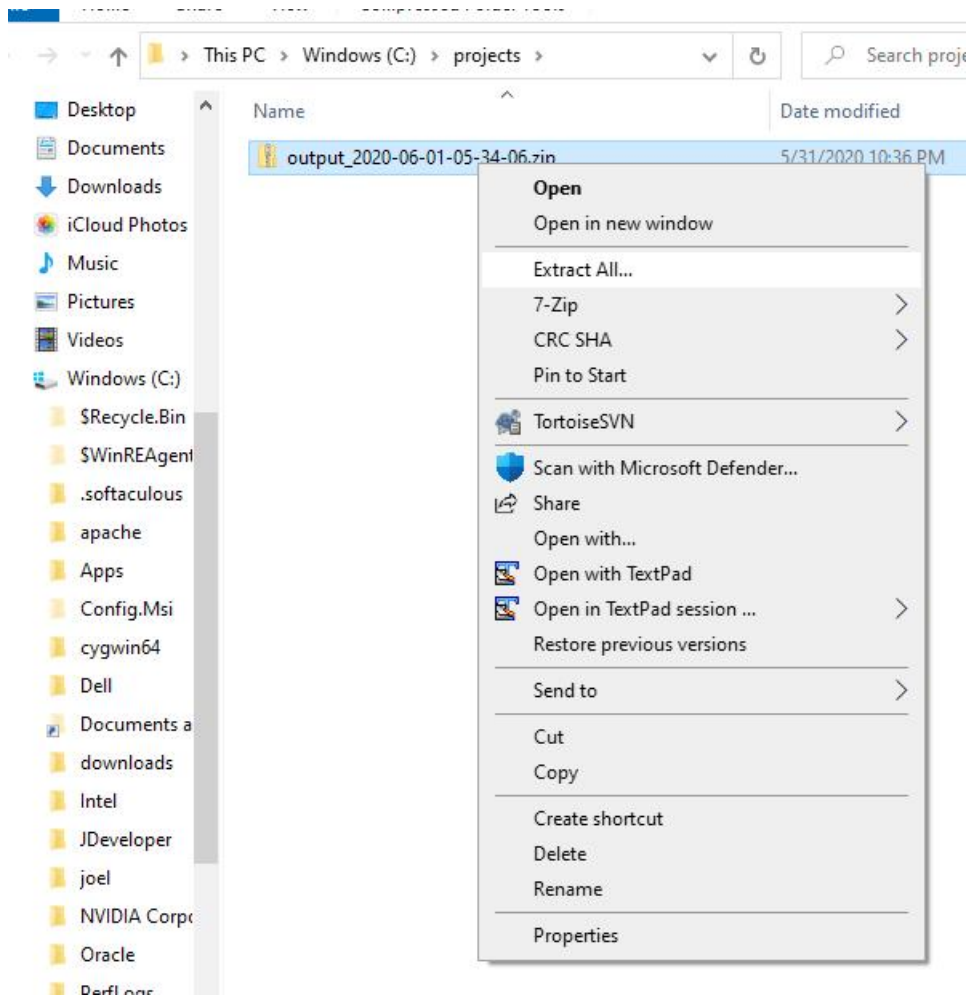 This PC > Windows (C:) > projects >
Search proje
Desktop
Documents
Downloads
iCloud Photos
Music
Pictures
Videos
Windows (C:)
$Recycle.Bin
$WinREAgent
.softaculous
apache
Apps
Config.Msi
cygwin64
Dell
Documents a
downloads
Intel
JDeveloper
joel
NVIDIA Corpo
Oracle
PerfLogs
Name
Date modified
output_2020-06-01-05-34-06.zip
5/31/2020 10:36 PM
Open
Open in new window
Extract All...
7-Zip
CRC SHA
Pin to Start
TortoiseSVN
Scan with Microsoft Defender...
Share
Open with...
Open with TextPad
Open in TextPad session ...
Restore previous versions
Send to
Cut
Copy
Create shortcut
Delete
Rename
Properties